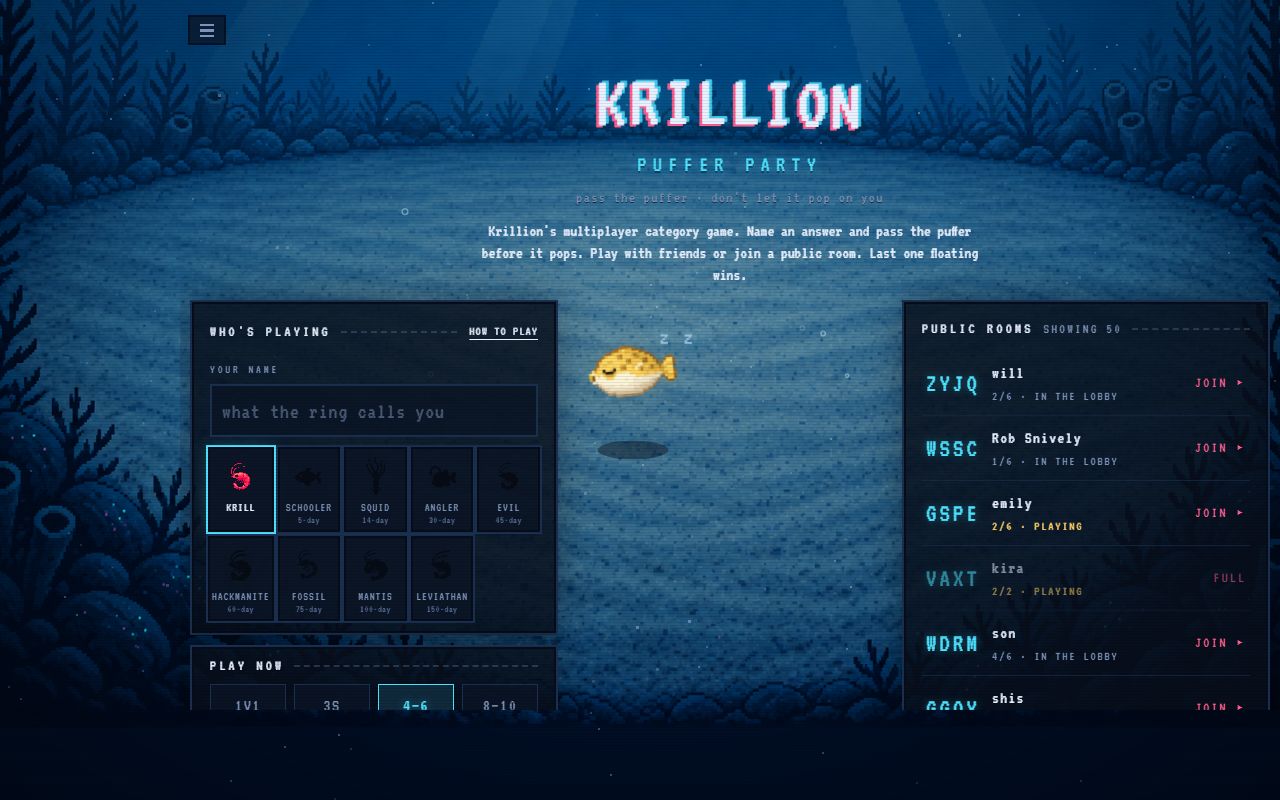 KRILLION
PUFFER PARTY
pass the puffer · don't let it pop on you
Krillion's multiplayer category game. Name an answer and pass the puffer
before it pops. Play with friends or join a public room. Last one floating
wins.
WHO'S PLAYING HOW TO PLAY
YOUR NAME
what the ring calls you
KRILL SCHOOLER SQUID ANGLER EVIL
5-day 14-day 30-day 45-day
HACKMANITE FOSSIL MANTIS LEVIATHAN
60-day 75-day 100-day 150-day
PLAY NOW
1V1 3S 4-6 8-10
PUBLIC ROOMS SHOWING 50
ZYJQ will JOIN
2/6 · IN THE LOBBY
WSSC Rob Snively JOIN
1/6 · IN THE LOBBY
GSPE emily JOIN
2/6 · PLAYING
VAXT kira FULL
2/2 · PLAYING
WDRM son JOIN
4/6 · IN THE LOBBY
shis JOIN
z z